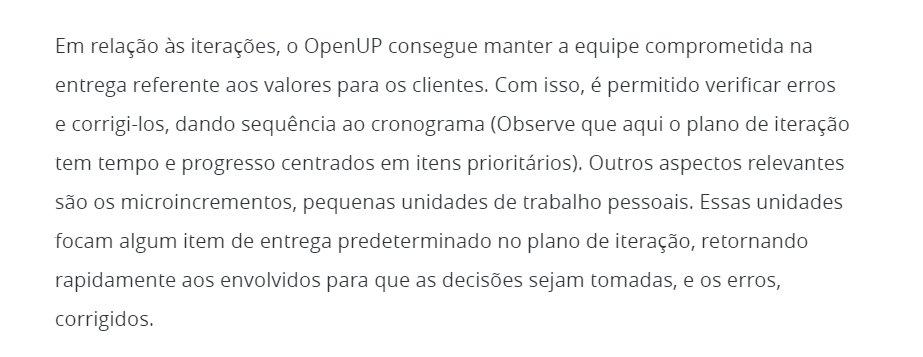 Em relação às iterações, o OpenUP consegue manter a equipe comprometida na
entrega referente aos valores para os clientes. Com isso, é permitido verificar erros
e corrigi-los, dando sequência ao cronograma (Observe que aqui o plano de iteração
tem tempo e progresso centrados em itens prioritários). Outros aspectos relevantes
são os microincrementos, pequenas unidades de trabalho pessoais. Essas unidades
focam algum item de entrega predeterminado no plano de iteração, retornando
rapidamente aos envolvidos para que as decisões sejam tomadas, e os erros,
corrigidos.